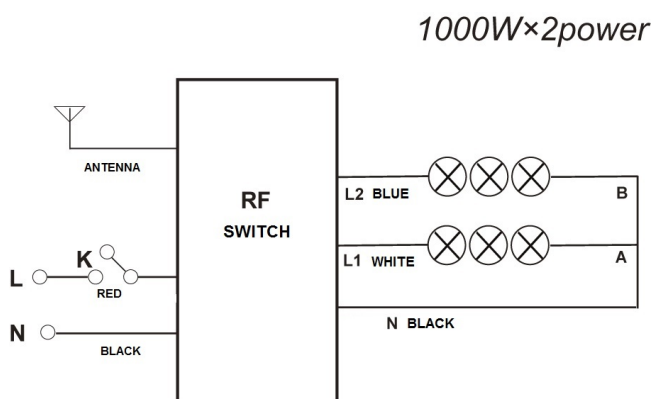 1000W×2power
ANTENNA
RF
SWITCH
L2 BLUE
B
L1 WHITE
A
K
L
RED
N BLACK
N
BLACK